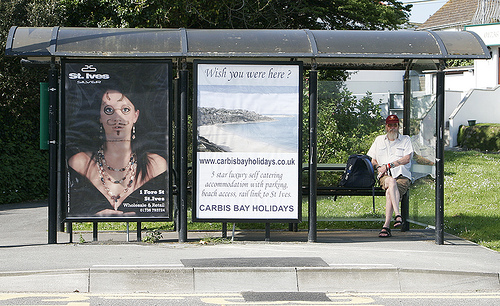 St. Ives
SILVER
1 Fore St
St.Ives
Wholesale & Retail
Wish you were here ?
www.carbisbayholidays.co.uk
5 star luxury self catering
accommodation with parking,
beach access, rail link to St. Ives.
CARBIS BAY HOLIDAYS